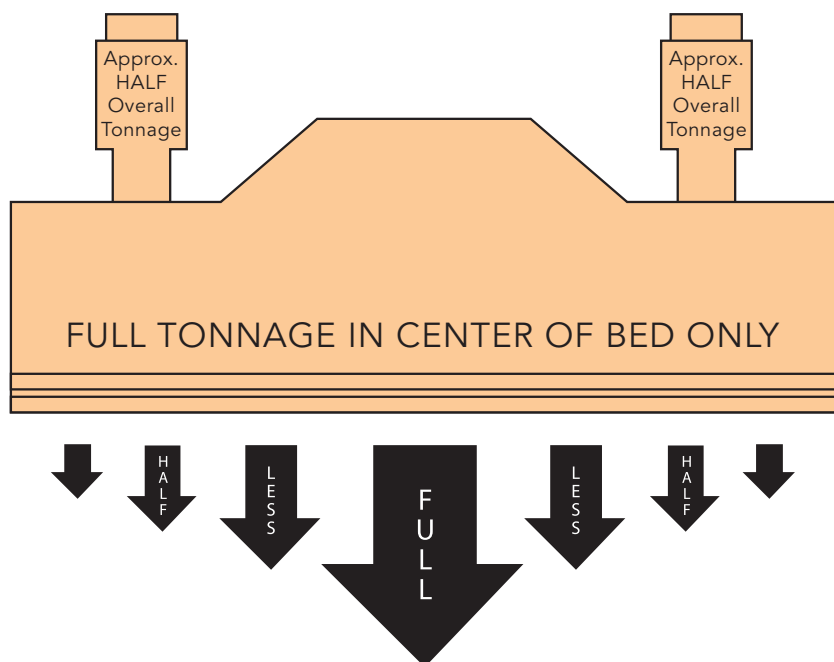 Approx.
HALF
Overall
Tonnage
Approx.
HALF
Overall
Tonnage
FULL TONNAGE IN CENTER OF BED ONLY
HALF
LESS
FULL
LESS
HALF